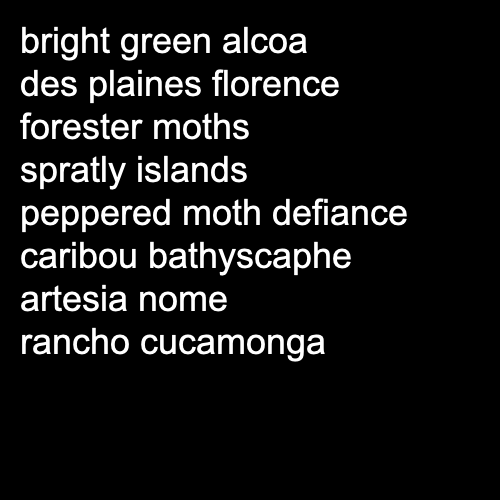 bright green alcoa
des plaines florence
forester moths
spratly islands
peppered moth defiance
caribou bathyscaphe
artesia nome
rancho cucamonga